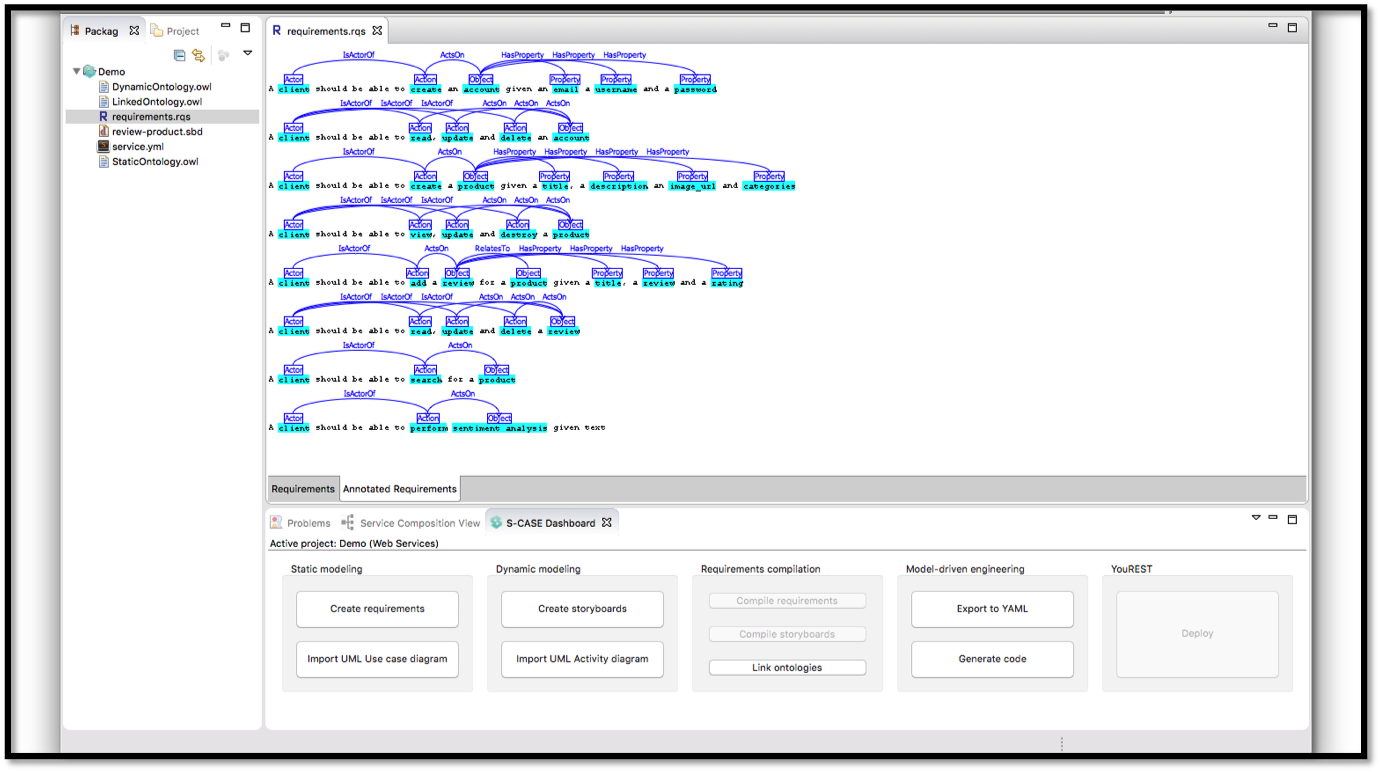 Packag
Project
Demo
DynamicOntology.owl
LinkedOntology.owl
requirements.rqs
review-product.sbd
service.yml
StaticOntology.owl
requirements.rqs
IsActorOf ActsOn HasProperty HasProperty HasProperty
Actor Action Object Property Property Property
A client should be able to create an account given an email a username and a password
IsActorOf IsActorOf IsActorOf ActsOn ActsOn ActsOn
Actor Action Action Action Object
A client should be able to read, update and delete an account
IsActorOf ActsOn HasProperty HasProperty HasProperty HasProperty
Actor Action Object Property Property Property Property
A client should be able to create a product given a title, a description an image_url and categories
IsActorOf IsActorOf IsActorOf ActsOn ActsOn ActsOn
Actor Action Action Action Object
A client should be able to view, update and destroy a product
IsActorOf ActsOn RelatesTo HasProperty HasProperty HasProperty
Actor Action Object Object Property Property Property
A client should be able to add a review for a product given a title, a review and a rating
IsActorOf IsActorOf IsActorOf ActsOn ActsOn ActsOn
Actor Action Action Action Object
A client should be able to read, update and delete a review
IsActorOf ActsOn
Actor Action Object
A client should be able to search for a product
IsActorOf ActsOn
Actor Action Object
A client should be able to perform sentiment analysis given text
Requirements
Annotated Requirements
Problems
Service Composition View
S-CASE Dashboard
Active project: Demo (Web Services)
Static modeling
Create requirements
Import UML Use case diagram
Dynamic modeling
Create storyboards
Import UML Activity diagram
Requirements compilation
Compile requirements
Compile storyboards
Link ontologies
Model-driven engineering
Export to YAML
Generate code
YouREST
Deploy